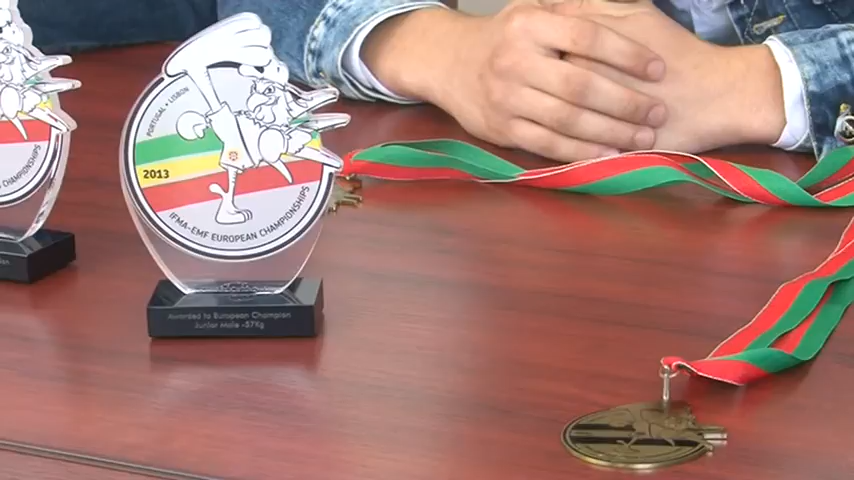 PORTUGAL • LISBON
2013
IFMA-EMF EUROPEAN CHAMPIONSHIPS
Awarded to European Champion
Junior Male -57Kg
CHAMPIONSHIPS